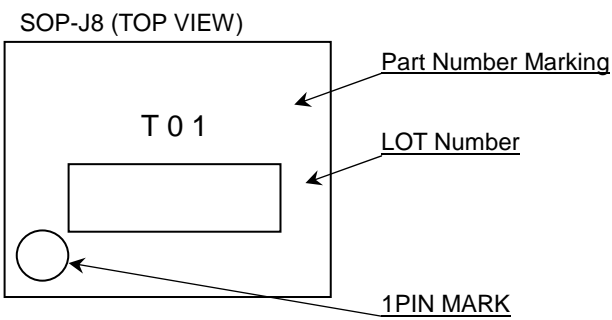 SOP-J8 (TOP VIEW)
Part Number Marking
T 0 1
LOT Number
1PIN MARK